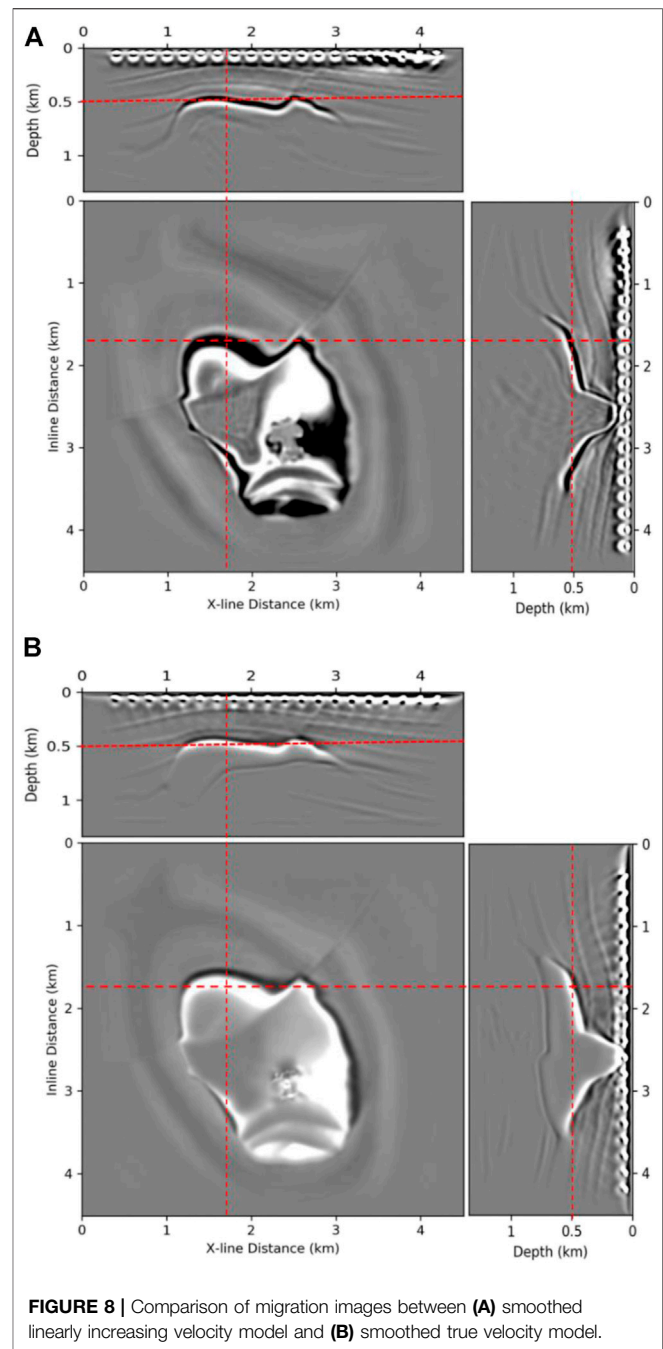 A
0 1 2 3 4
0
0.5
1
Depth (km)
0
1
2
3
4
Inline Distance (km)
0 1 2 3 4
X-line Distance (km)
0
1
2
3
4
1 0.5 0
Depth (km)
B
0 1 2 3 4
0
0.5
1
Depth (km)
0
1
2
3
4
Inline Distance (km)
0 1 2 3 4
X-line Distance (km)
0
1
2
3
4
1 0.5 0
Depth (km)
FIGURE 8 | Comparison of migration images between (A) smoothed
linearly increasing velocity model and (B) smoothed true velocity model.